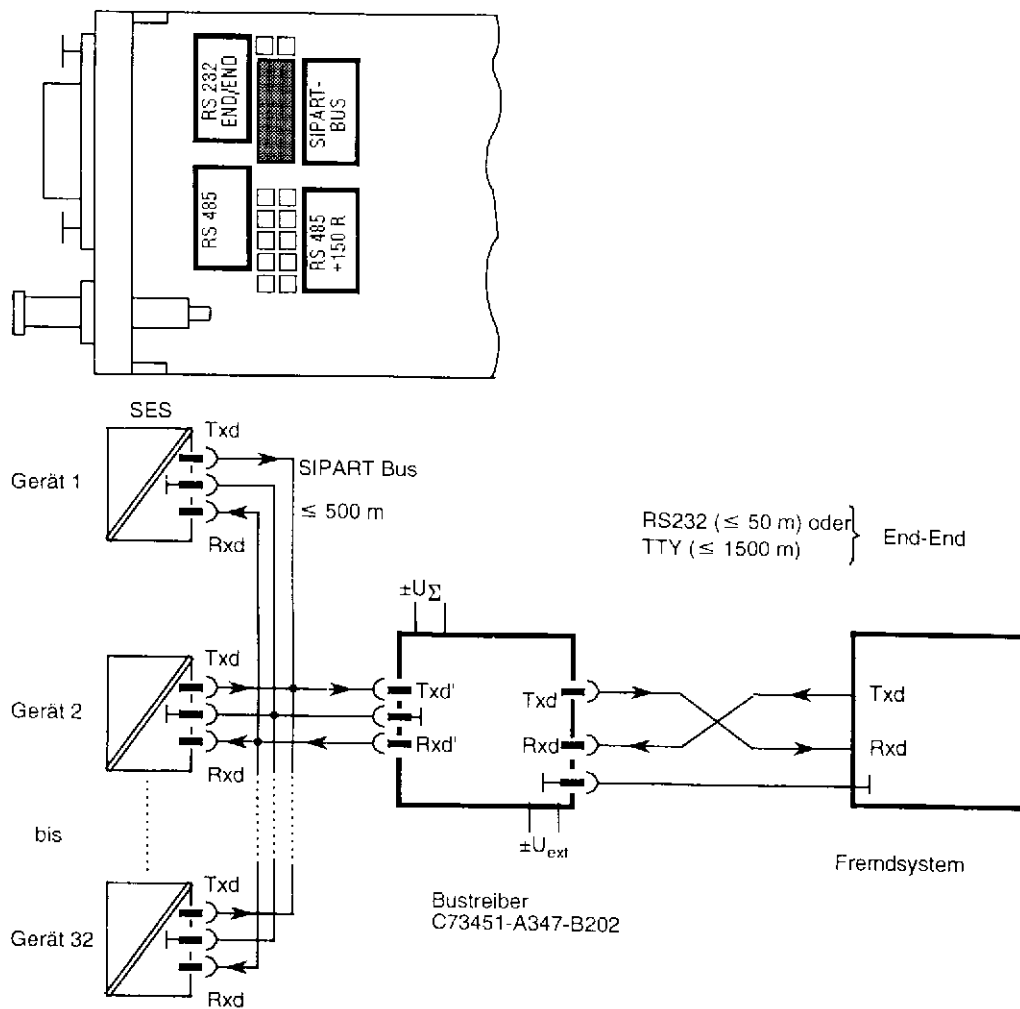 RS 232
END/END
SIPART-
BUS
RS 485
RS 485
+150 R
SES
Txd
Gerät 1
SIPART Bus
≤ 500 m
Rxd
RS232 (≤ 50 m) oder
TTY (≤ 1500 m)
End-End
±UΣ
Txd
Gerät 2
Rxd
Txd'
Rxd'
Txd
Rxd
Txd
Rxd
±Uext
bis
Fremdsystem
Bustreiber
C73451-A347-B202
Txd
Gerät 32
Rxd